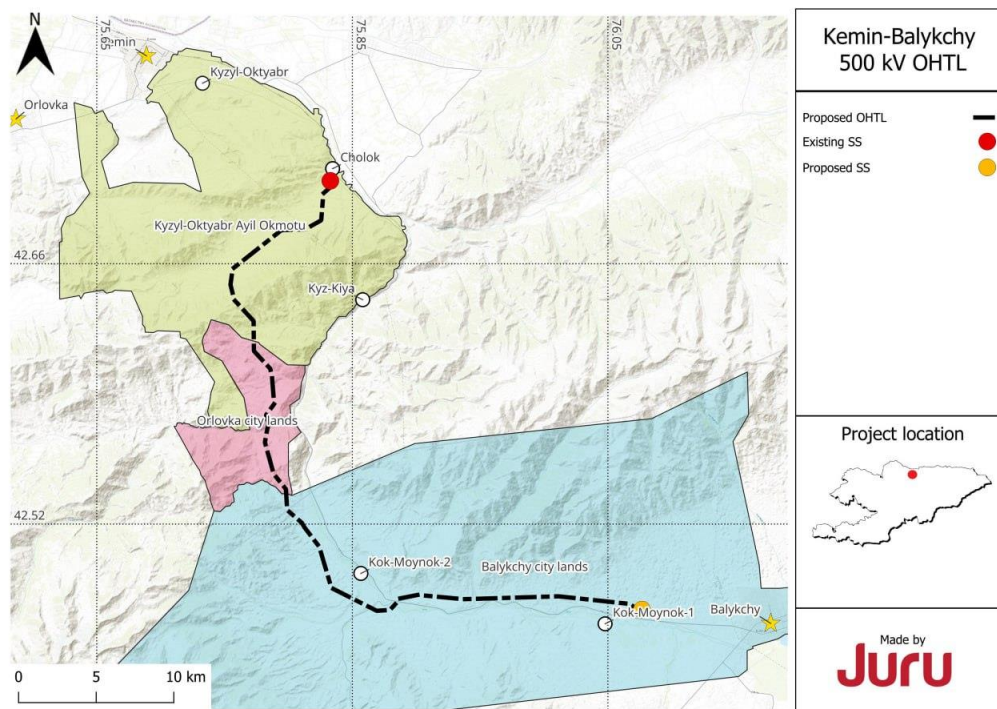 N
75.65
75.85
76.05
emin
Kyzyl-Oktyabr
Orlovka
Cholok
Kyzyl-Oktyabr Ayil Okmotu
42.66
Kyz-Kiya
Orlovka city lands
42.52
Kok-Moynok-2
Balykchy city lands
Kok-Moynok-1
Balykchy
0 5 10 km
Kemin-Balykchy
500 kV OHTL
Proposed OHTL
Existing SS
Proposed SS
Project location
Made by
Juru